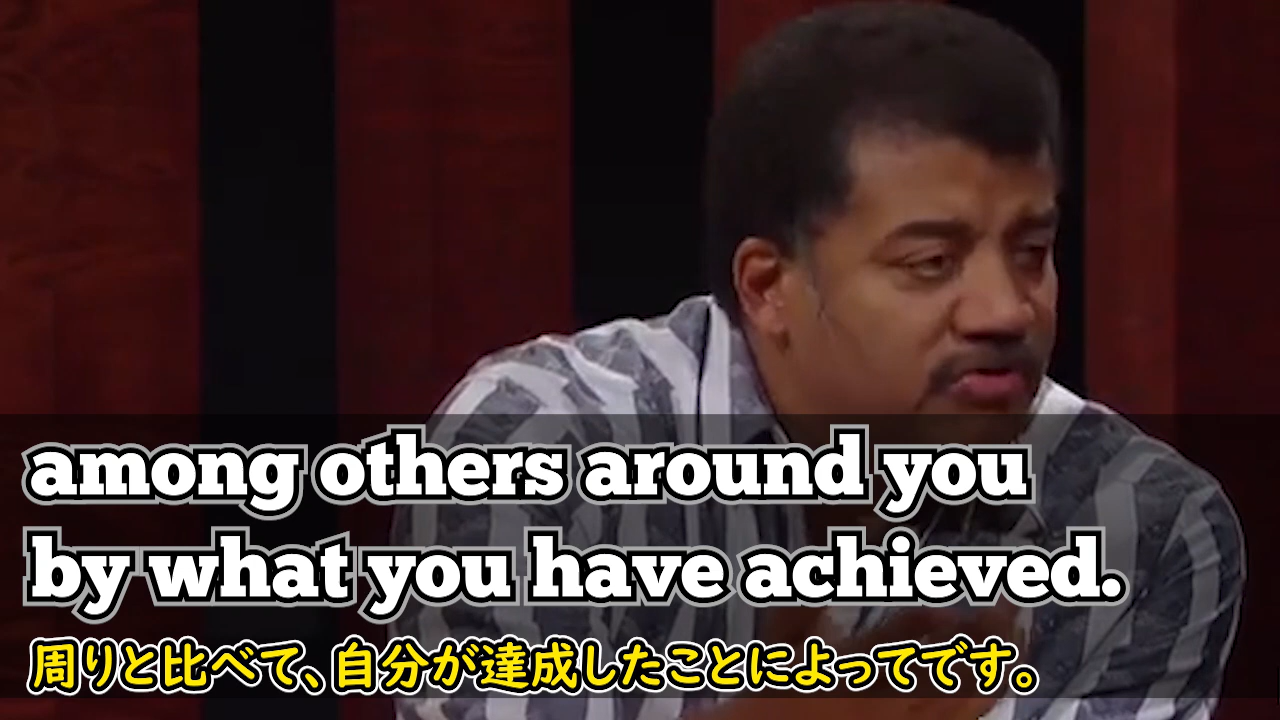 among others around you
by what you have achieved.
周りと比べて、自分が達成したことによってです。